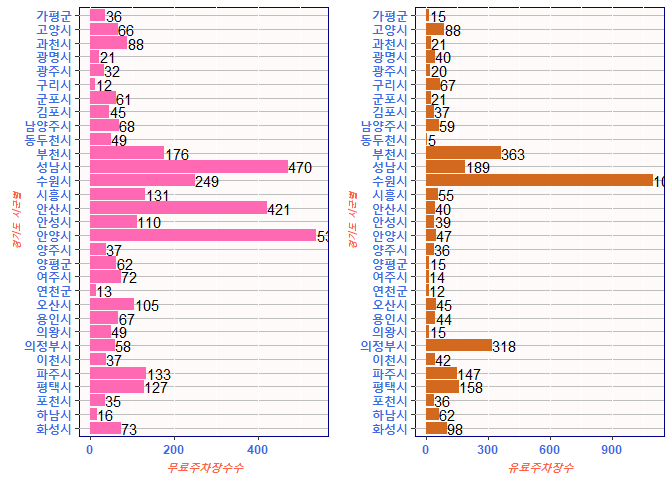 가평군 36
고양시 66
과천시 88
광명시 21
광주시 32
구리시 12
군포시 61
김포시 45
남양주시 68
동두천시 49
부천시 176
성남시 470
수원시 249
시흥시 131
안산시 421
안성시 110
안양시
양주시 37
양평군 62
여주시 72
연천군 13
오산시 105
용인시 67
의왕시 49
의정부시 58
이천시 37
파주시 133
평택시 127
포천시 35
하남시 16
화성시 73
0 200 400
무료주차장수수
경기도 시군별
가평군 15
고양시 88
과천시 21
광명시 40
광주시 20
구리시 67
군포시 21
김포시 37
남양주시 59
동두천시 5
부천시 363
성남시 189
수원시
시흥시 55
안산시 40
안성시 39
안양시 47
양주시 36
양평군 15
여주시 14
연천군 12
오산시 45
용인시 44
의왕시 15
의정부시 318
이천시 42
파주시 147
평택시 158
포천시 36
하남시 62
화성시 98
0 300 600 900
유료주차장수
경기도 시군별